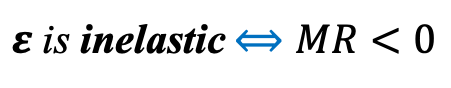 ε is inelastic ⟺ MR < 0